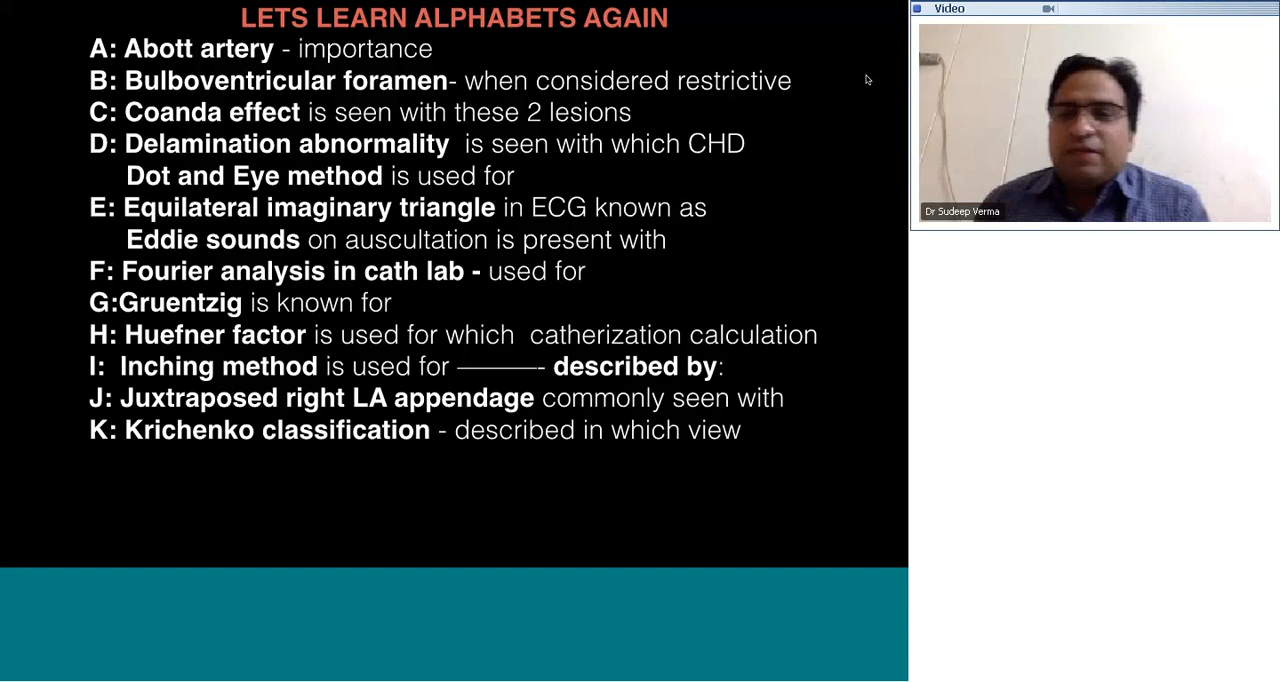 LETS LEARN ALPHABETS AGAIN
A: Abott artery - importance
B: Bulboventricular foramen- when considered restrictive
C: Coanda effect is seen with these 2 lesions
D: Delamination abnormality  is seen with which CHD
Dot and Eye method is used for
E: Equilateral imaginary triangle in ECG known as
Eddie sounds on auscultation is present with
F: Fourier analysis in cath lab - used for
G:Gruentzig is known for
H: Huefner factor is used for which  catherization calculation
I:  Inching method is used for ———- described by:
J: Juxtraposed right LA appendage commonly seen with
K: Krichenko classification - described in which view
Video
Dr Sudeep Verma